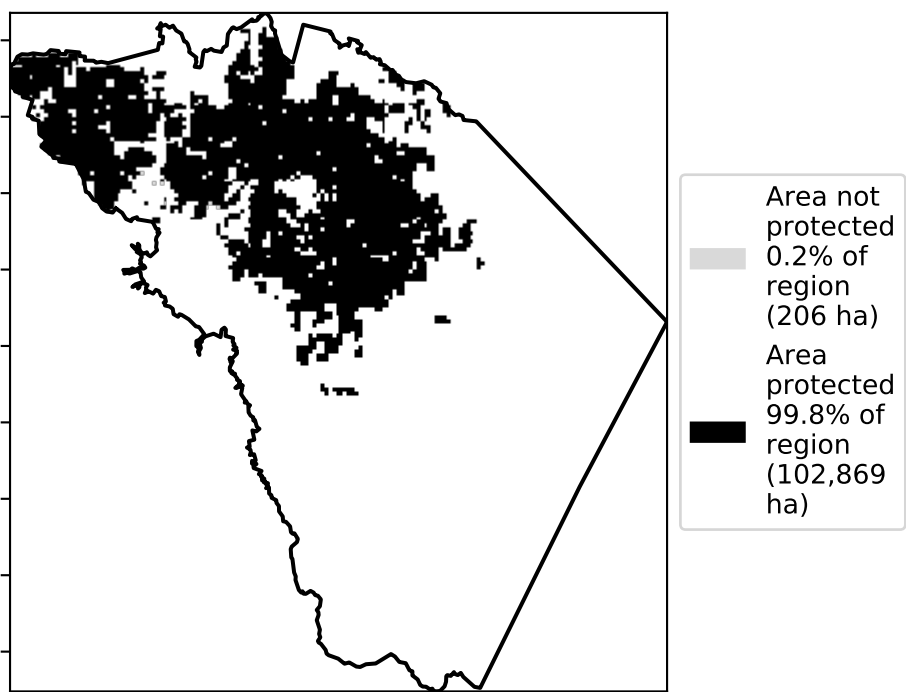 Area not
protected
0.2% of
region
(206 ha)
Area
protected
99.8% of
region
(102,869
ha)